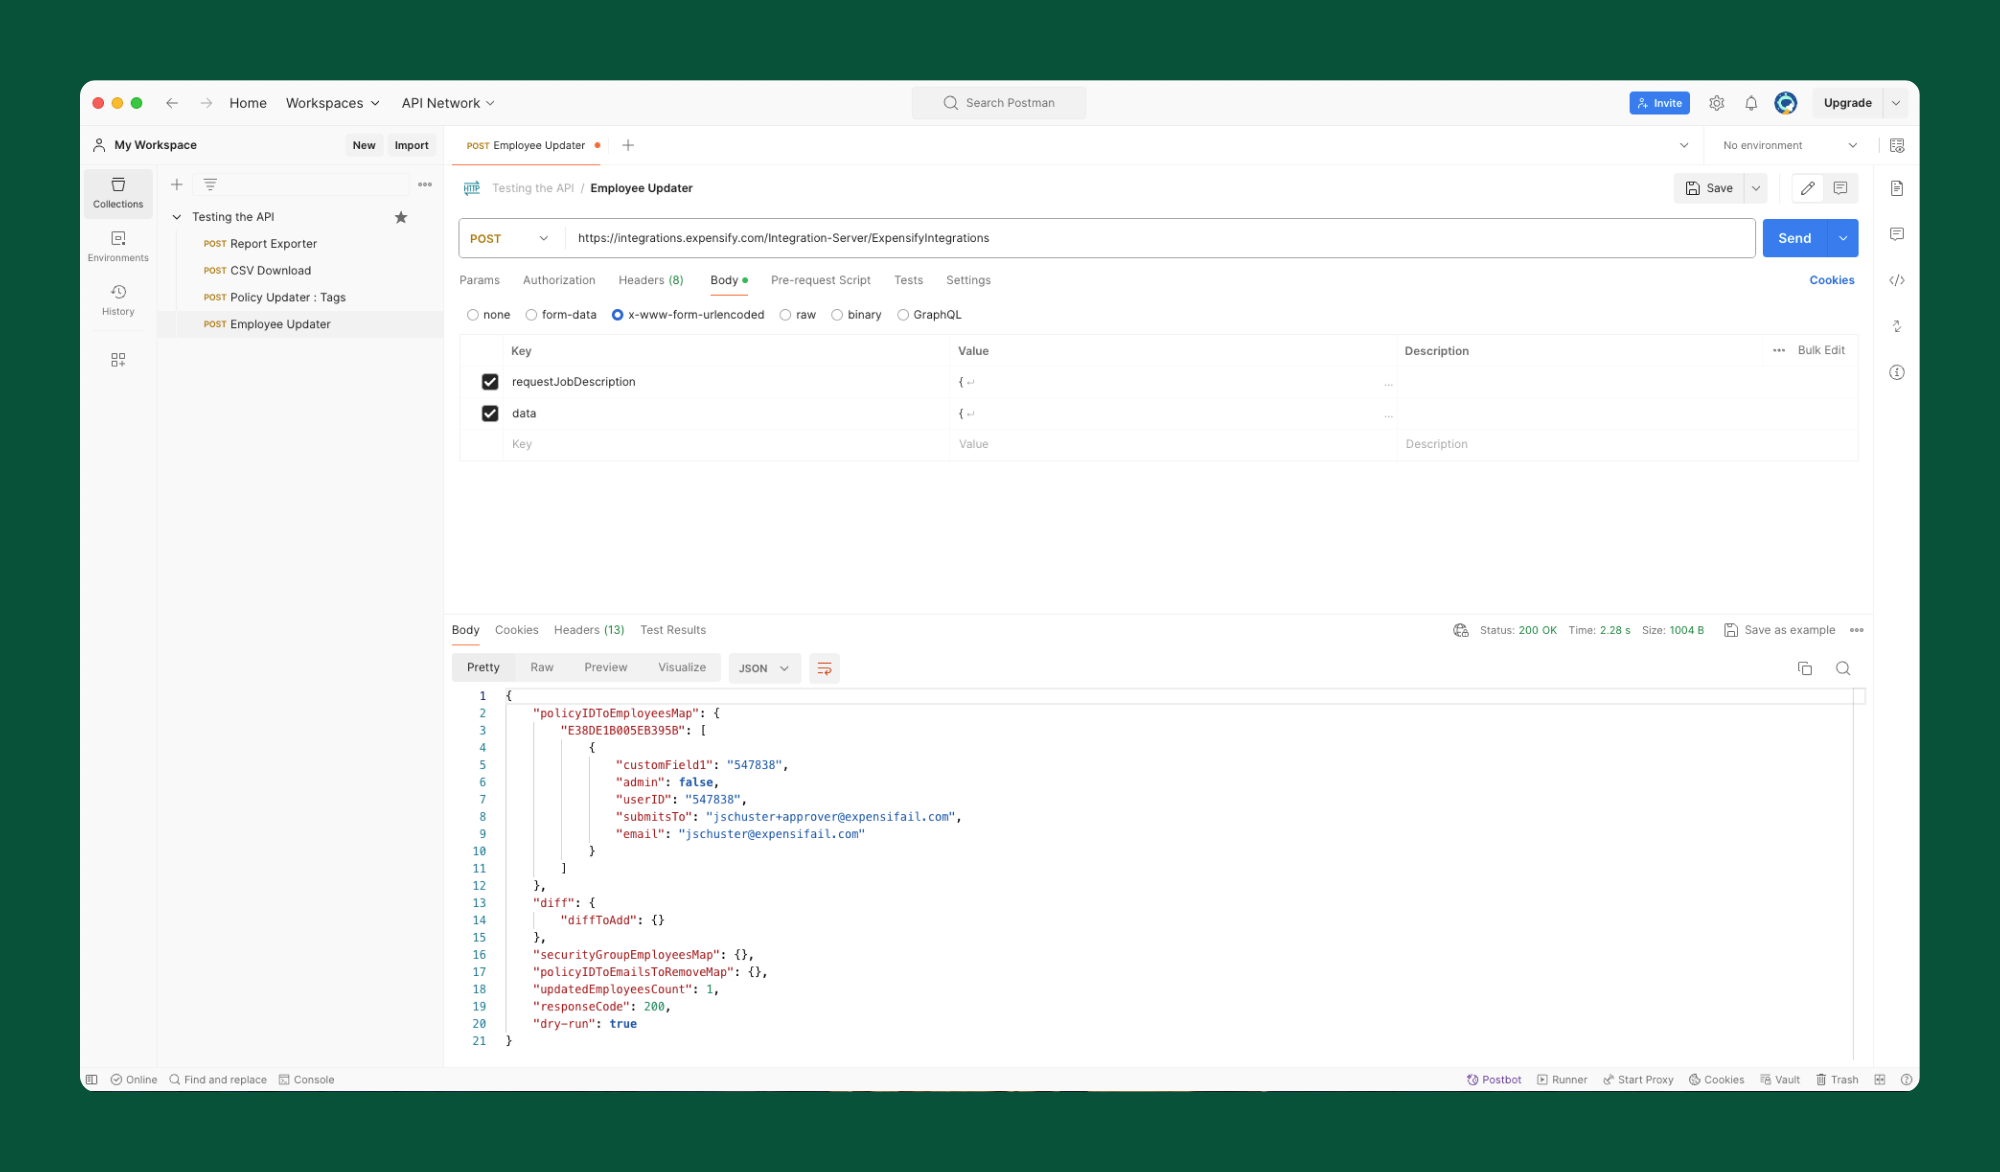 Home Workspaces API Network Search Postman Invite Upgrade
My Workspace New Import POST Employee Updater No environment
Collections
Environments
History
Testing the API
POST Report Exporter
POST CSV Download
POST Policy Updater : Tags
POST Employee Updater
HTTP Testing the API / Employee Updater Save
POST https://integrations.expensify.com/Integration-Server/ExpensifyIntegrations Send
Params Authorization Headers (8) Body Pre-request Script Tests Settings Cookies
none form-data x-www-form-urlencoded raw binary GraphQL
Key Value Description Bulk Edit
requestJobDescription { ↵ ...
data { ↵ ...
Key Value Description
Body Cookies Headers (13) Test Results Status: 200 OK Time: 2.28 s Size: 1004 B Save as example
Pretty Raw Preview Visualize JSON
1 {
2 "policyIDToEmployeesMap": {
3 "E38DE1B005EB395B": [
4 {
5 "customField1": "547838",
6 "admin": false,
7 "userID": "547838",
8 "submitsTo": "jschuster+approver@expensifail.com",
9 "email": "jschuster@expensifail.com"
10 }
11 ]
12 },
13 "diff": {
14 "diffToAdd": {}
15 },
16 "securityGroupEmployeesMap": {},
17 "policyIDToEmailsToRemoveMap": {},
18 "updatedEmployeesCount": 1,
19 "responseCode": 200,
20 "dry-run": true
21 }
Online Find and replace Console Postbot Runner Start Proxy Cookies Vault Trash